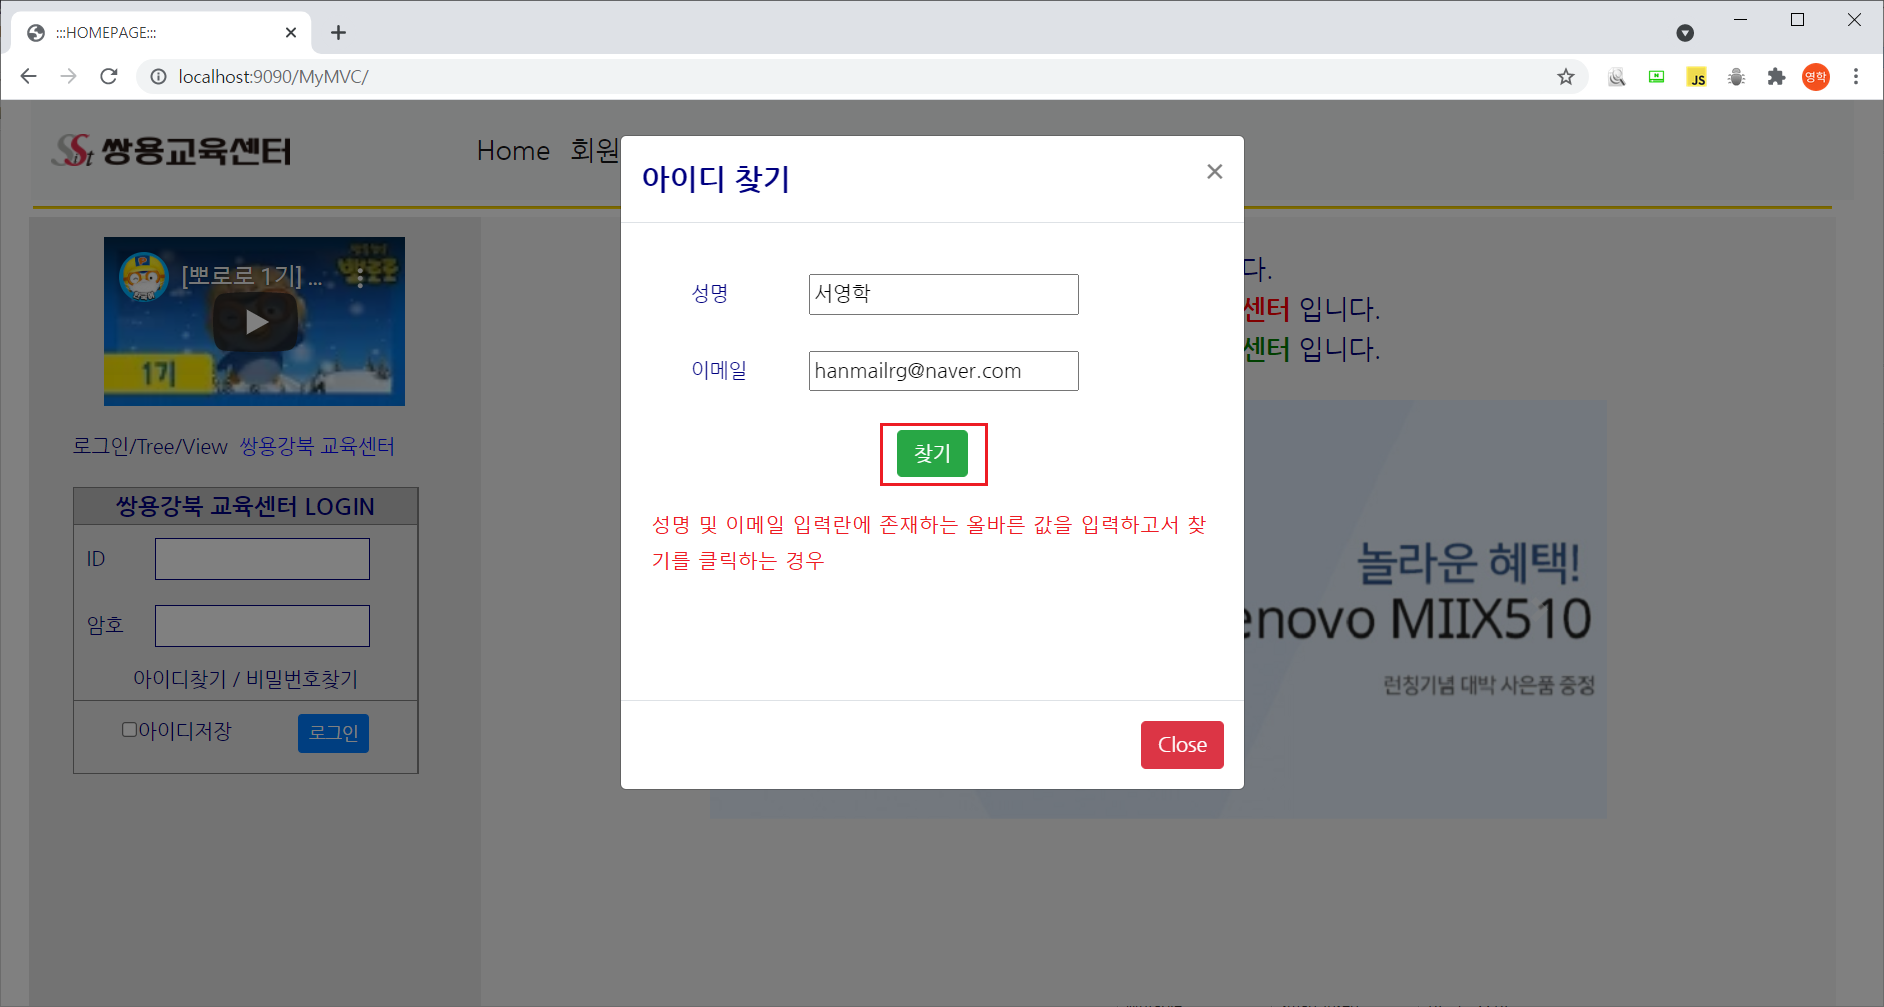 :::HOMEPAGE:::
localhost:9090/MyMVC/
JS
영학
SSit 쌍용교육센터
Home 회원
아이디 찾기
×
[뽀로로 1기] ...
뽀로로
1기
다.
센터 입니다.
센터 입니다.
성명 서영학
이메일 hanmailrg@naver.com
찾기
로그인/Tree/View 쌍용강북 교육센터
쌍용강북 교육센터 LOGIN
성명 및 이메일 입력란에 존재하는 올바른 값을 입력하고서 찾
기를 클릭하는 경우
ID
암호
아이디찾기 / 비밀번호찾기
아이디저장 로그인
놀라운 혜택!
enovo MIIX510
런칭기념 대박 사은품 증정
Close